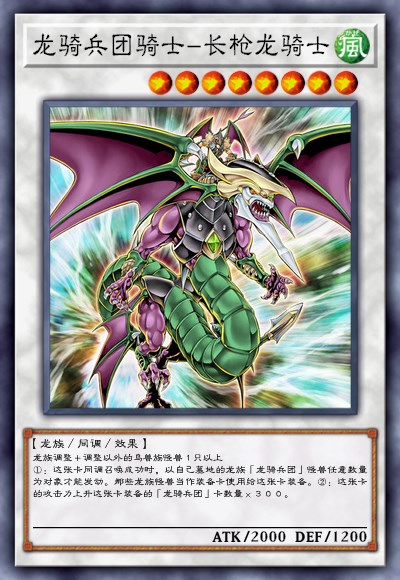 龙骑兵团骑士-长枪龙骑士
風
【龙族／同调／效果】
龙族调整+调整以外的鸟兽族怪兽1只以上
①：这张卡同调召唤成功时，以自己墓地的龙族「龙骑兵团」怪兽任意数量
为对象才能发动。那些龙族怪兽当作装备卡使用给这张卡装备。②：这张卡
的攻击力上升这张卡装备的「龙骑兵团」卡数量×300。
ATK/2000 DEF/1200